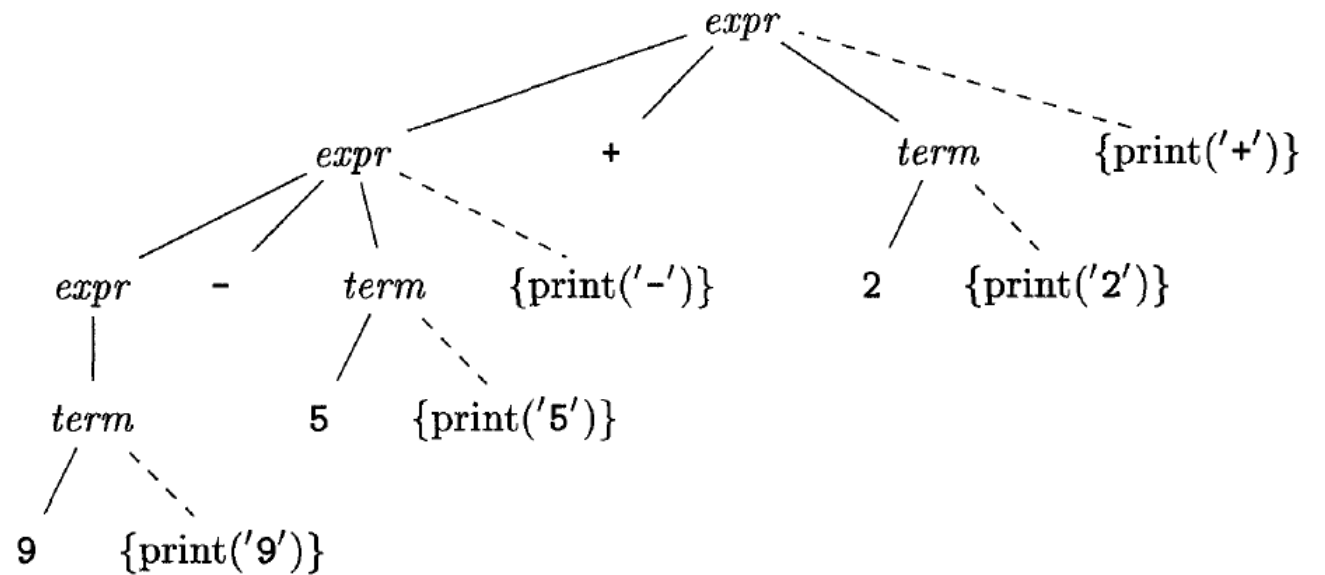 expr
expr + term {print('+')}
expr - term {print('-')} 2 {print('2')}
term 5 {print('5')}
9 {print('9')}